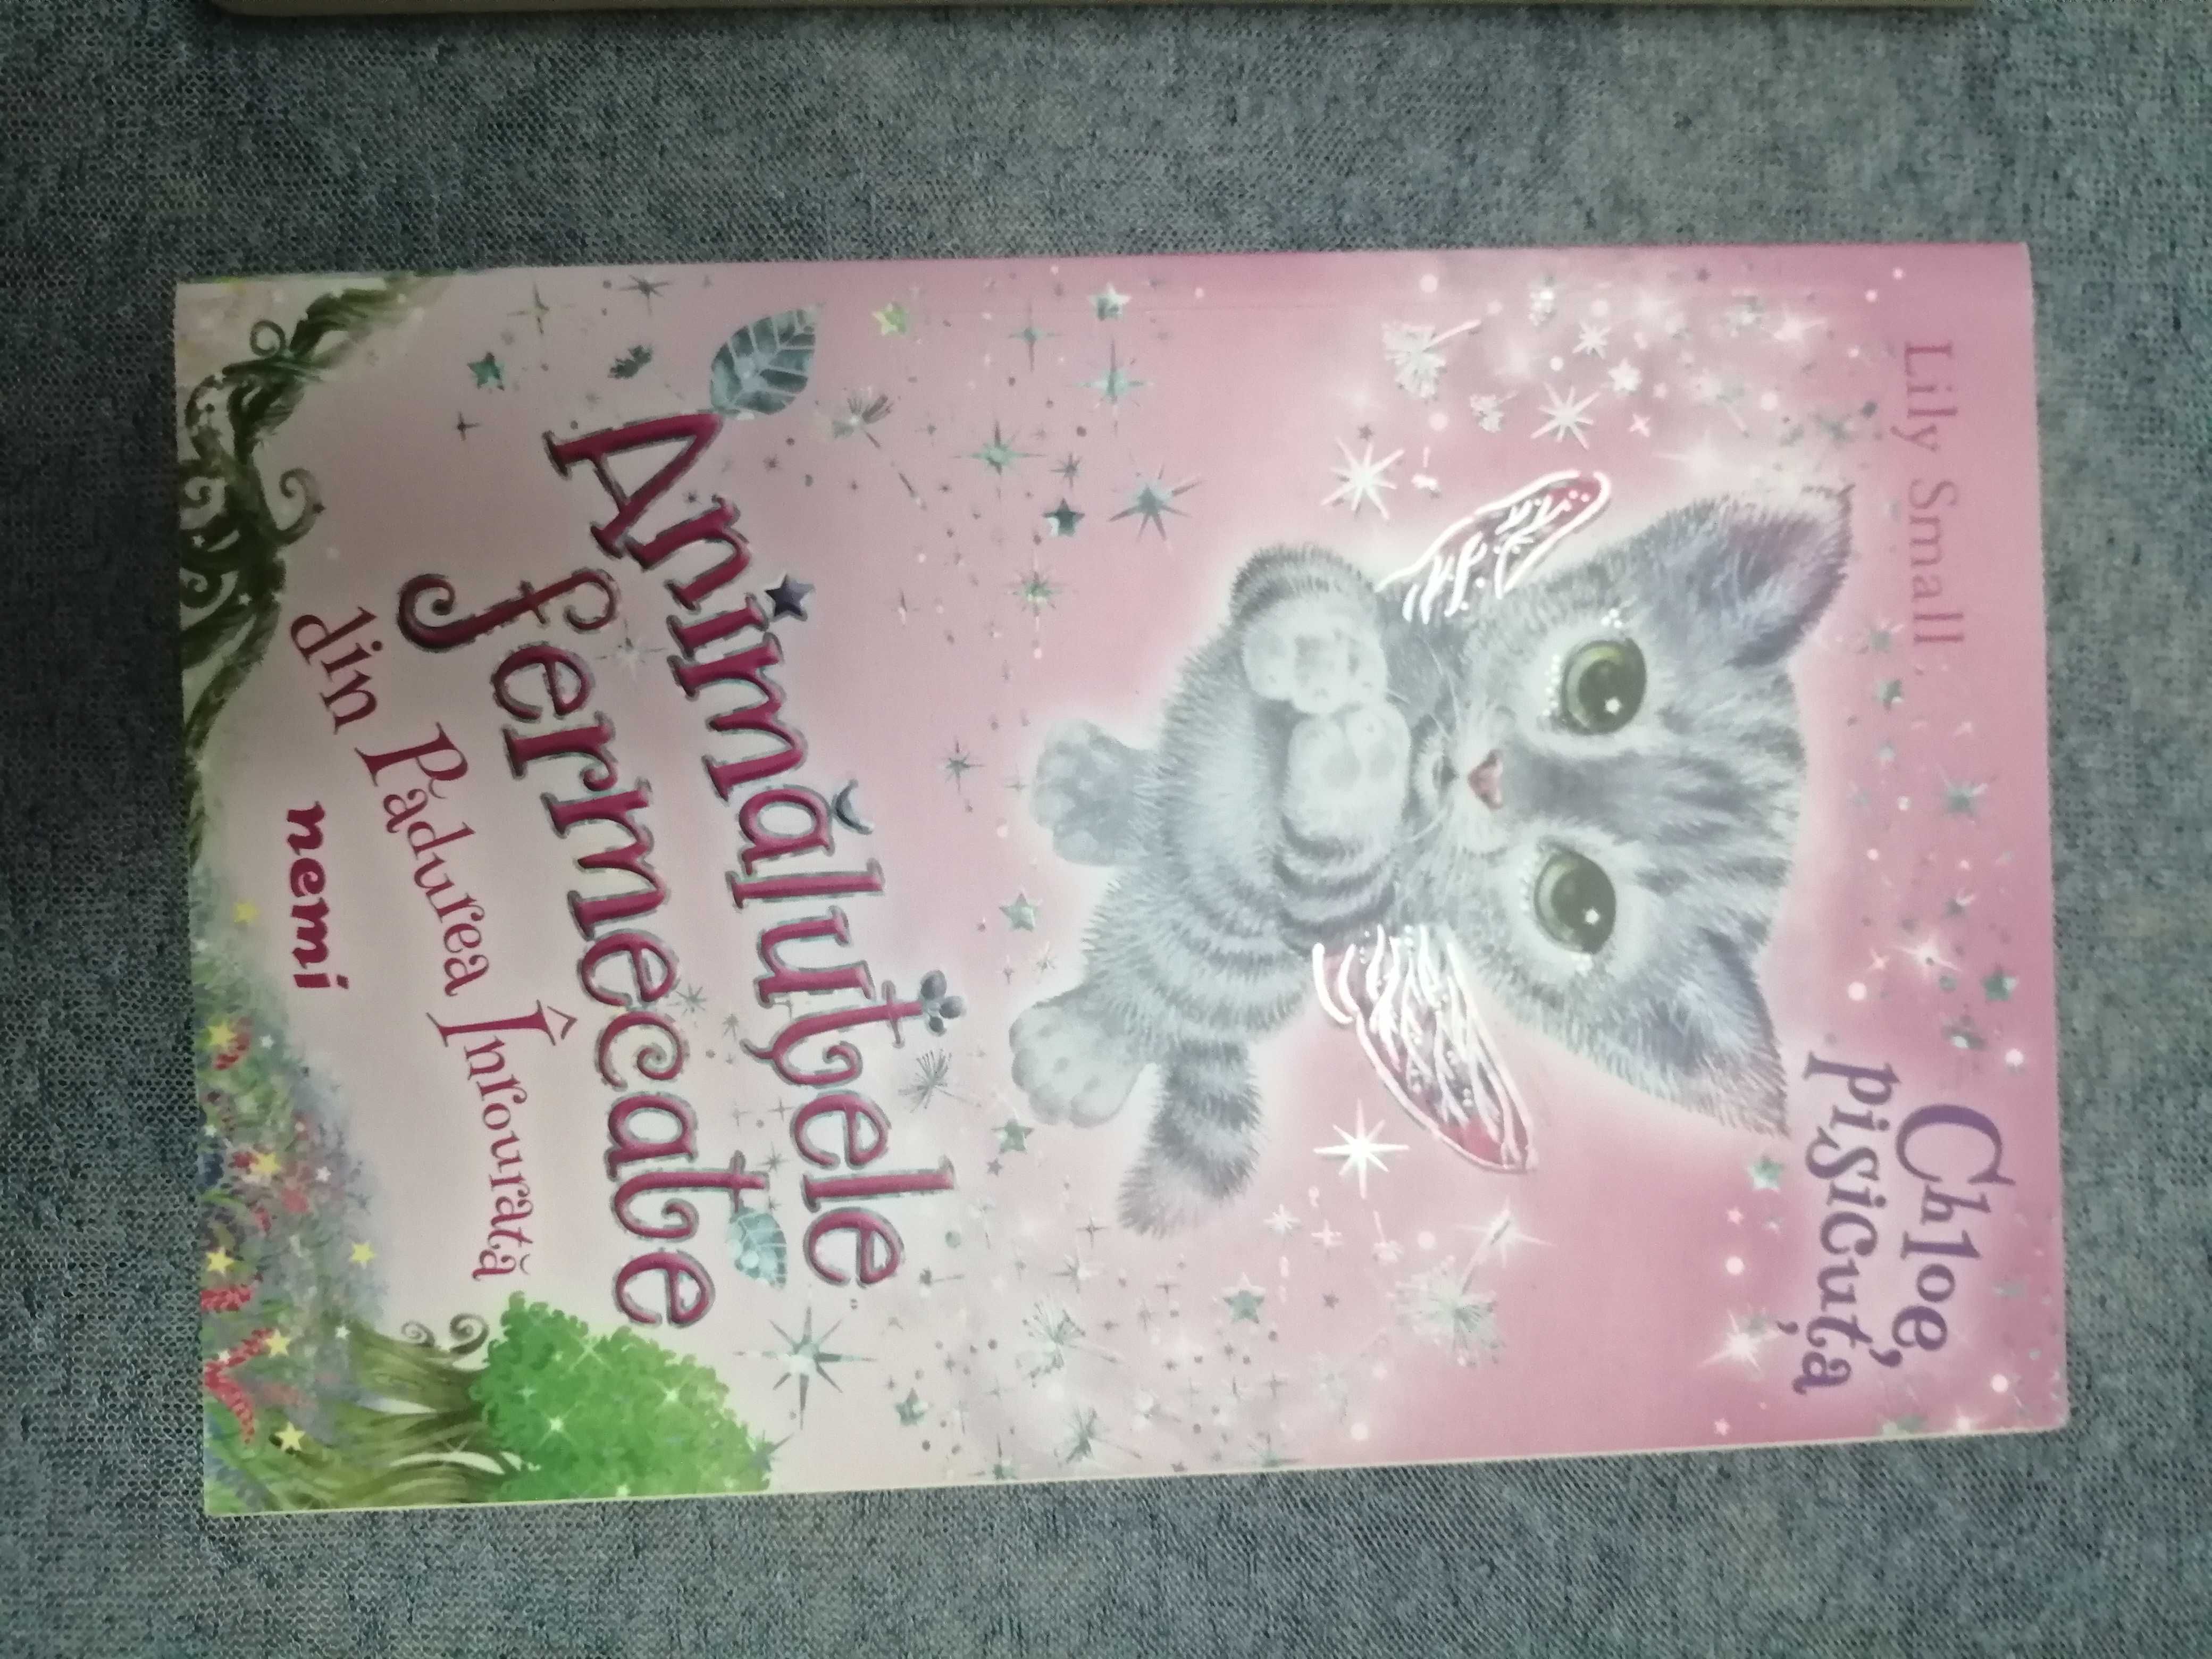 Lily Small
Chloe,
pisicuța
Animăluțele
fermecate
din Pădurea Înrourată
nemi